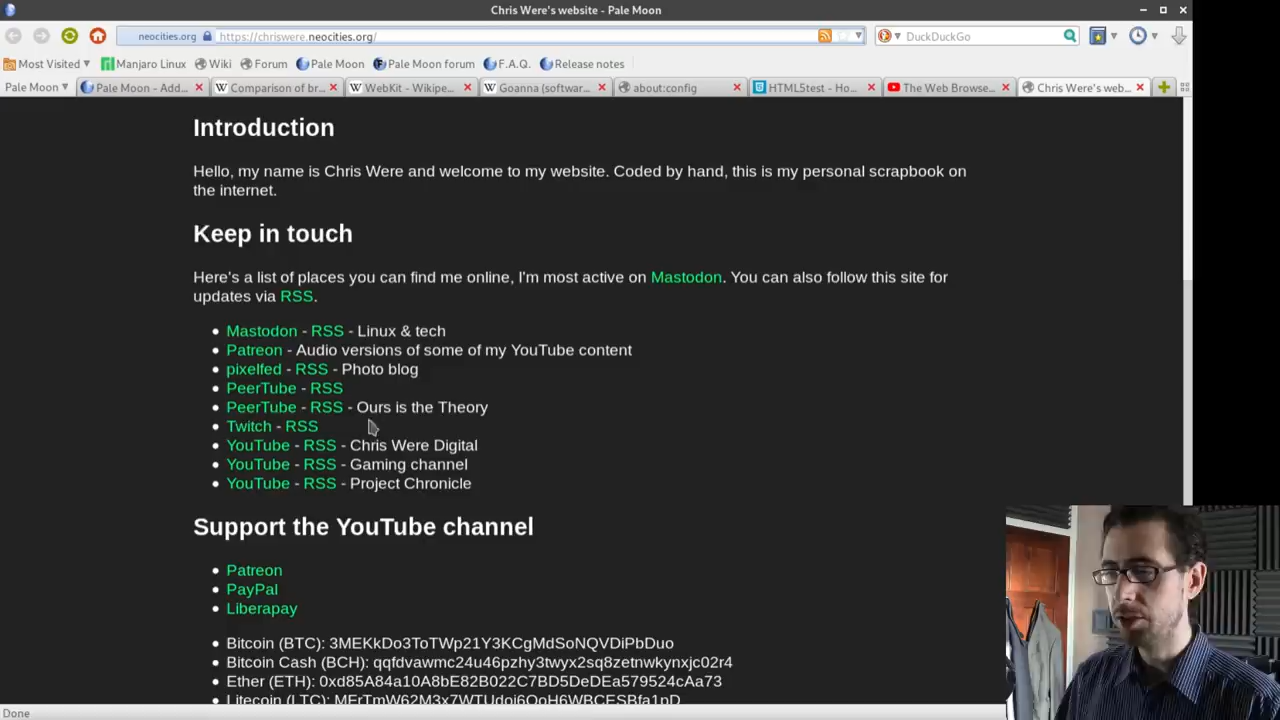 Chris Were's website - Pale Moon
neocities.org https://chriswere.neocities.org/ DuckDuckGo
Most Visited Manjaro Linux Wiki Forum Pale Moon Pale Moon forum F.A.Q. Release notes
Pale Moon Pale Moon - Add... Comparison of br... WebKit - Wikipe... Goanna (softwar... about:config HTML5test - Ho... The Web Browse... Chris Were's web...
Introduction
Hello, my name is Chris Were and welcome to my website. Coded by hand, this is my personal scrapbook on
the internet.
Keep in touch
Here's a list of places you can find me online, I'm most active on Mastodon. You can also follow this site for
updates via RSS.
Mastodon - RSS - Linux & tech
Patreon - Audio versions of some of my YouTube content
pixelfed - RSS - Photo blog
PeerTube - RSS
PeerTube - RSS - Ours is the Theory
Twitch - RSS
YouTube - RSS - Chris Were Digital
YouTube - RSS - Gaming channel
YouTube - RSS - Project Chronicle
Support the YouTube channel
Patreon
PayPal
Liberapay
Bitcoin (BTC): 3MEKkDo3ToTWp21Y3KCgMdSoNQVDiPbDuo
Bitcoin Cash (BCH): qqfdvawmc24u46pzhy3twyx2sq8zetnwkynxjc02r4
Ether (ETH): 0xd85A84a10A8bE82B022C7BD5DeDEa579524cAa73
Litecoin (LTC):
Done